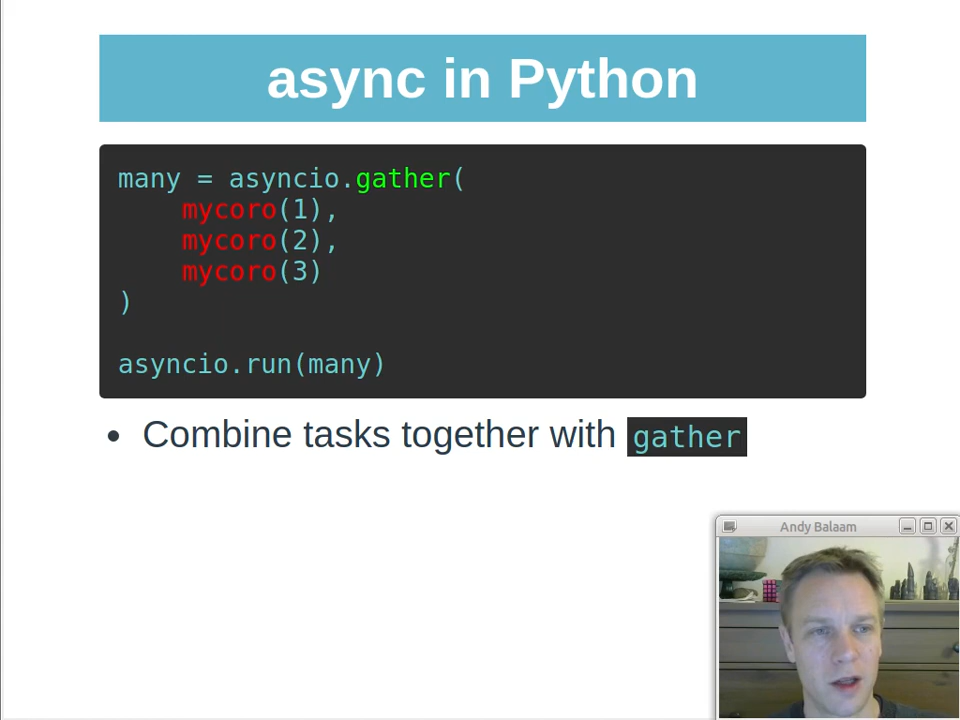 async in Python
many = asyncio.gather(
    mycoro(1),
    mycoro(2),
    mycoro(3)
)
asyncio.run(many)
• Combine tasks together with gather
Andy Balaam